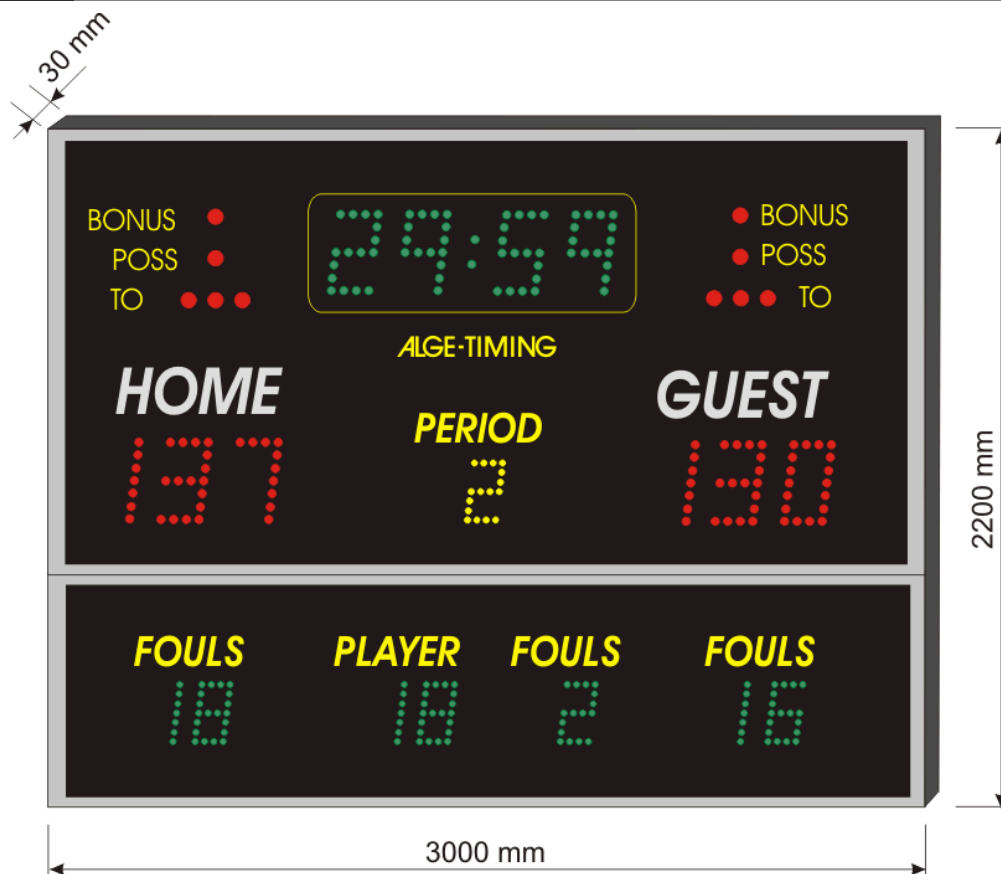 30 mm
BONUS
29:59
BONUS
POSS
POSS
TO
TO
ALGE-TIMING
HOME
GUEST
PERIOD
137
2
130
2200 mm
FOULS PLAYER FOULS FOULS
18 18 2 16
3000 mm